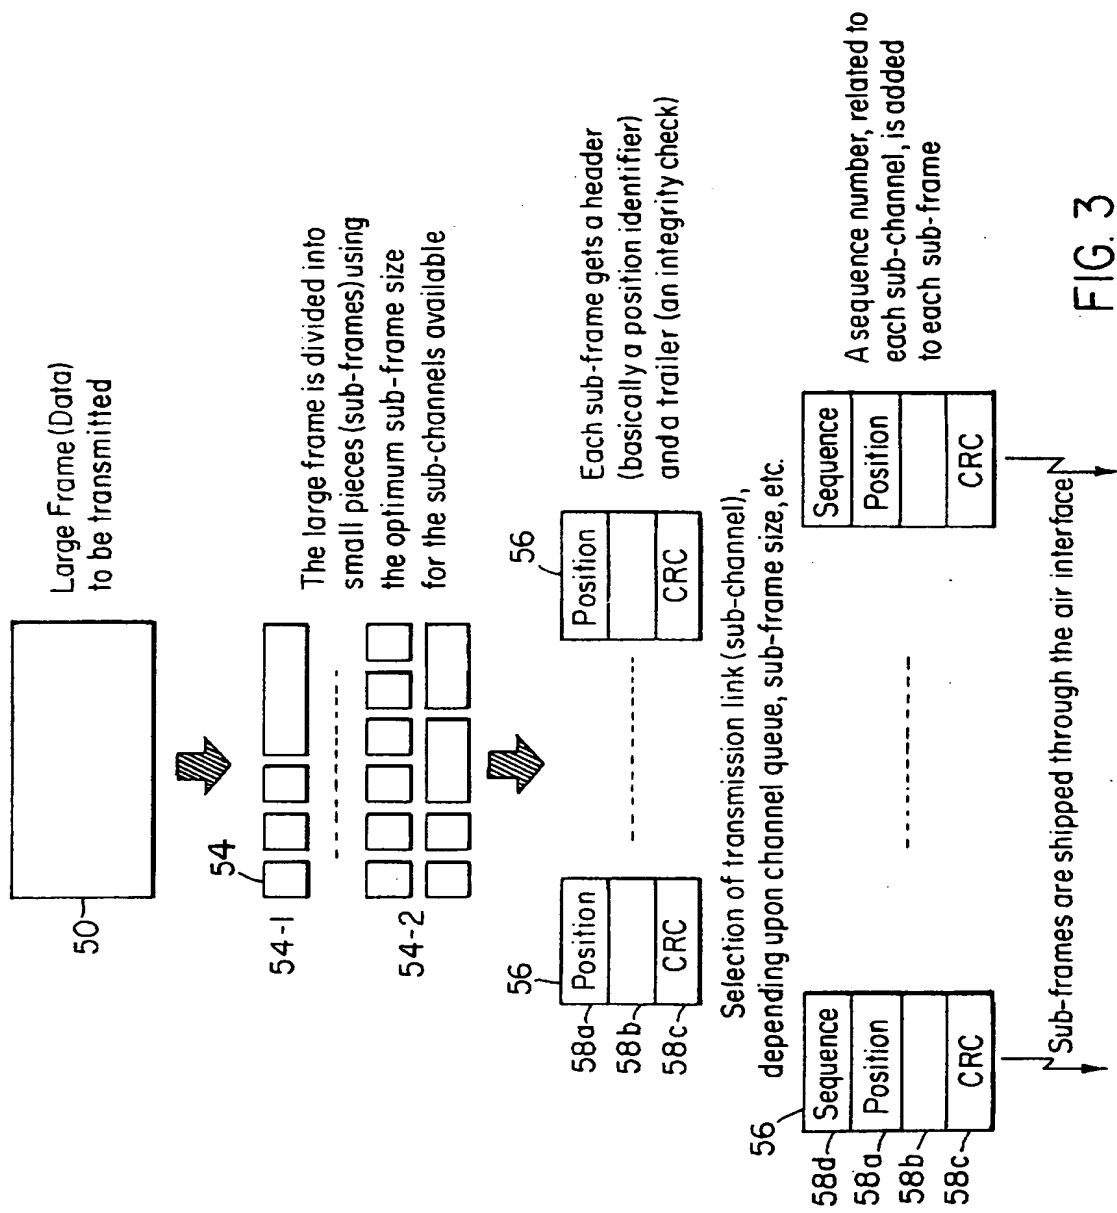 Large Frame (Data)
to be transmitted
50
The large frame is divided into
small pieces (sub-frames) using
the optimum sub-frame size
for the sub-channels available
54
54-1
54-2
Each sub-frame gets a header
(basically a position identifier)
and a trailer (an integrity check)
56
Position
CRC
58a
58b
58c
56
Position
CRC
Selection of transmission link (sub-channel),
depending upon channel queue, sub-frame size, etc.
A sequence number, related to
each sub-channel, is added
to each sub-frame
56
Sequence
Position
CRC
58d
58a
58b
58c
Sequence
Position
CRC
Sub-frames are shipped through the air interface
FIG. 3